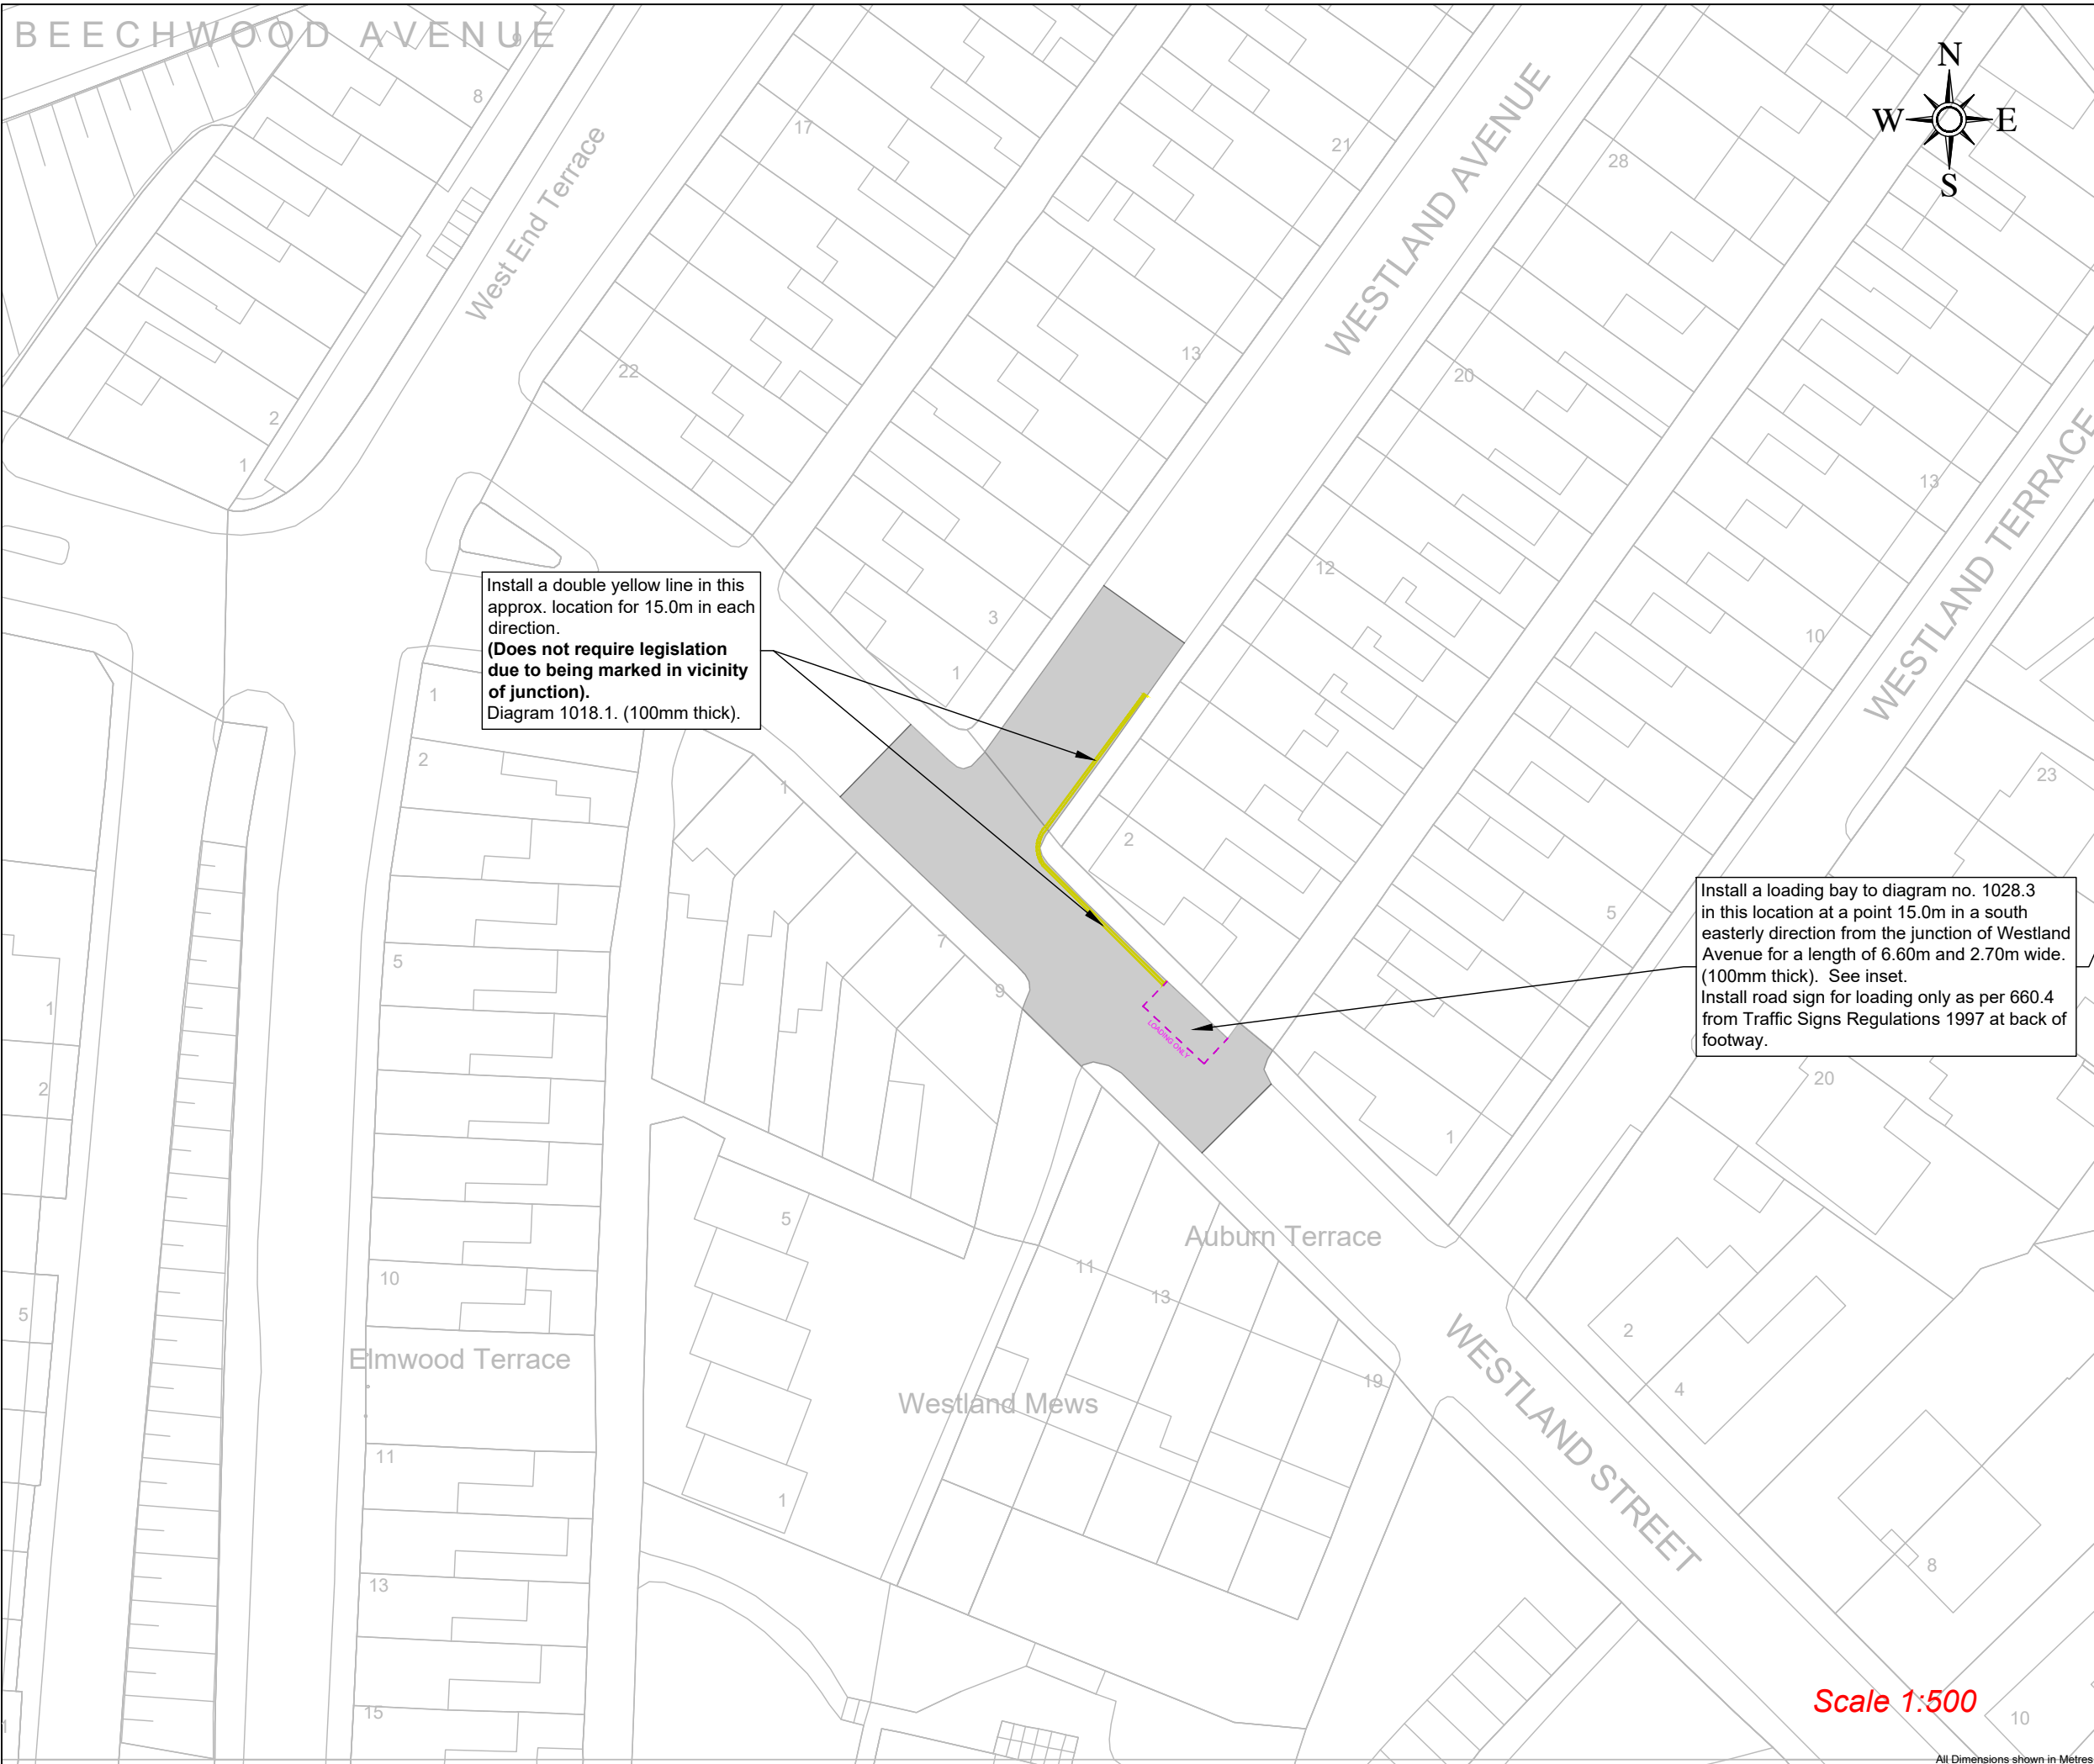 BEECHWOOD AVENUE
N
W E
S
9
8
17
21
28
West End Terrace
WESTLAND AVENUE
22
13
20
2
1
13
WESTLAND TERRACE
12
3
10
1
Install a double yellow line in this
approx. location for 15.0m in each
direction.
(Does not require legislation
due to being marked in vicinity
of junction).
Diagram 1018.1. (100mm thick).
1
2
1
2
23
5
7
9
5
Install a loading bay to diagram no. 1028.3
in this location at a point 15.0m in a south
easterly direction from the junction of Westland
Avenue for a length of 6.60m and 2.70m wide.
(100mm thick). See inset.
Install road sign for loading only as per 660.4
from Traffic Signs Regulations 1997 at back of
footway.
LOADING ONLY
1
2
20
1
5
Auburn Terrace
11
13
10
5
2
Elmwood Terrace
19
4
Westland Mews
WESTLAND STREET
11
1
8
13
15
1
Scale 1:500
10
All Dimensions shown in Metres